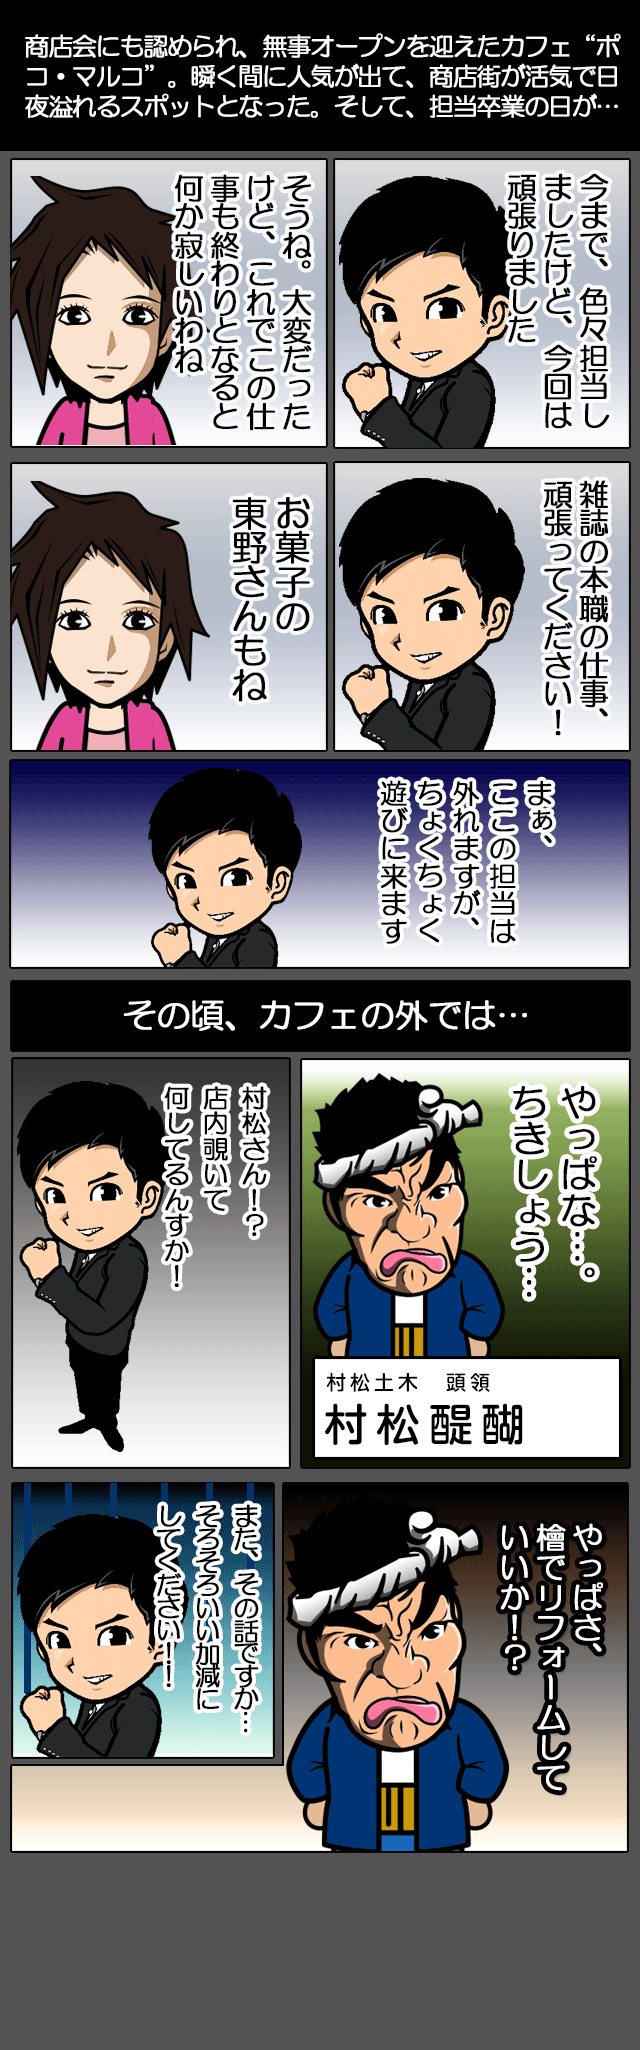 商店会にも認められ、無事オープンを迎えたカフェ“ポ
コ・マルコ”。瞬く間に人気が出て、商店街が活気で日
夜溢れるスポットとなった。そして、担当卒業の日が…
今まで、色々担当し
ましたけど、今回は
頑張りました
そうね。大変だった
けど、これでこの仕
事も終わりとなると
何か寂しいわね
雑誌の本職の仕事、
頑張ってください！
お菓子の
東野さんもね
まぁ、
ここの担当は
外れますが、
ちょくちょく
遊びに来ます
その頃、カフェの外では…
やっぱな…。
ちきしょう…
村松土木　頭領
村松醍醐
村松さん！？
店内覗いて
何してるんすか！
やっぱさ、
檜でリフォームして
いいか！？
また、その話ですか…
そろそろいい加減に
してください！！